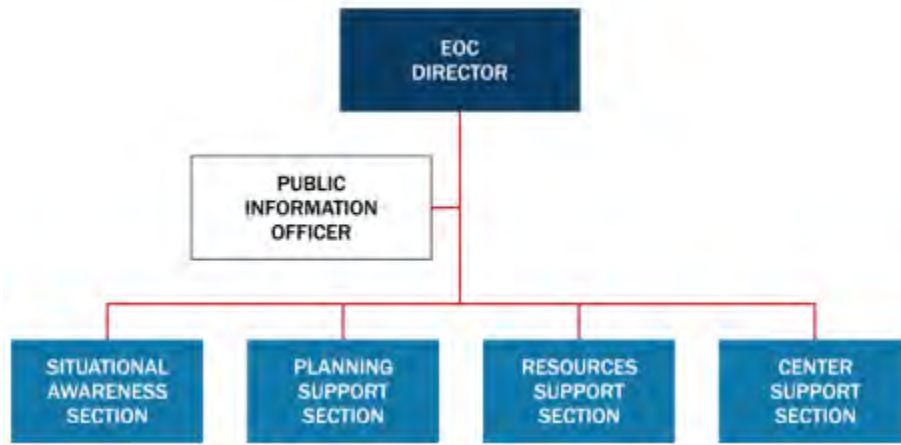 EOC
DIRECTOR
PUBLIC
INFORMATION
OFFICER
SITUATIONAL
AWARENESS
SECTION
PLANNING
SUPPORT
SECTION
RESOURCES
SUPPORT
SECTION
CENTER
SUPPORT
SECTION